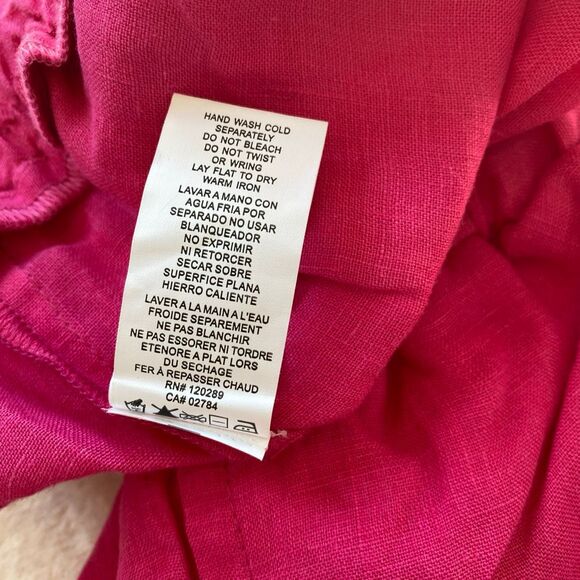 HAND WASH COLD
SEPARATELY
DO NOT BLEACH
DO NOT TWIST
OR WRING
LAY FLAT TO DRY
WARM IRON
LAVAR A MANO CON
AGUA FRIA POR
SEPARADO NO USAR
BLANQUEADOR
NO EXPRIMIR
NI RETORCER
SECAR SOBRE
SUPERFICE PLANA
HIERRO CALIENTE
LAVER A LA MAIN A L'EAU
FROIDE SEPAREMENT
NE PAS BLANCHIR
NE PAS ESSORER NI TORDRE
ETENORE A PLAT LORS
DU SECHAGE
FER À REPASSER CHAUD
RN# 120289
CA# 02784